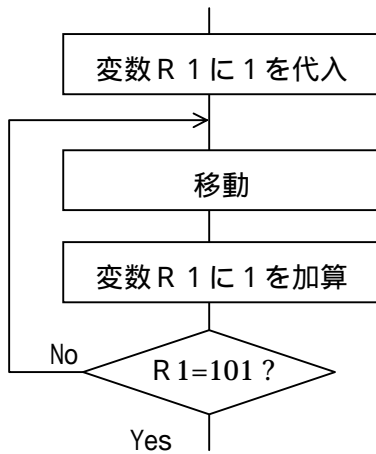 変数R1に1を代入
移動
変数R1に1を加算
No
R1=101?
Yes